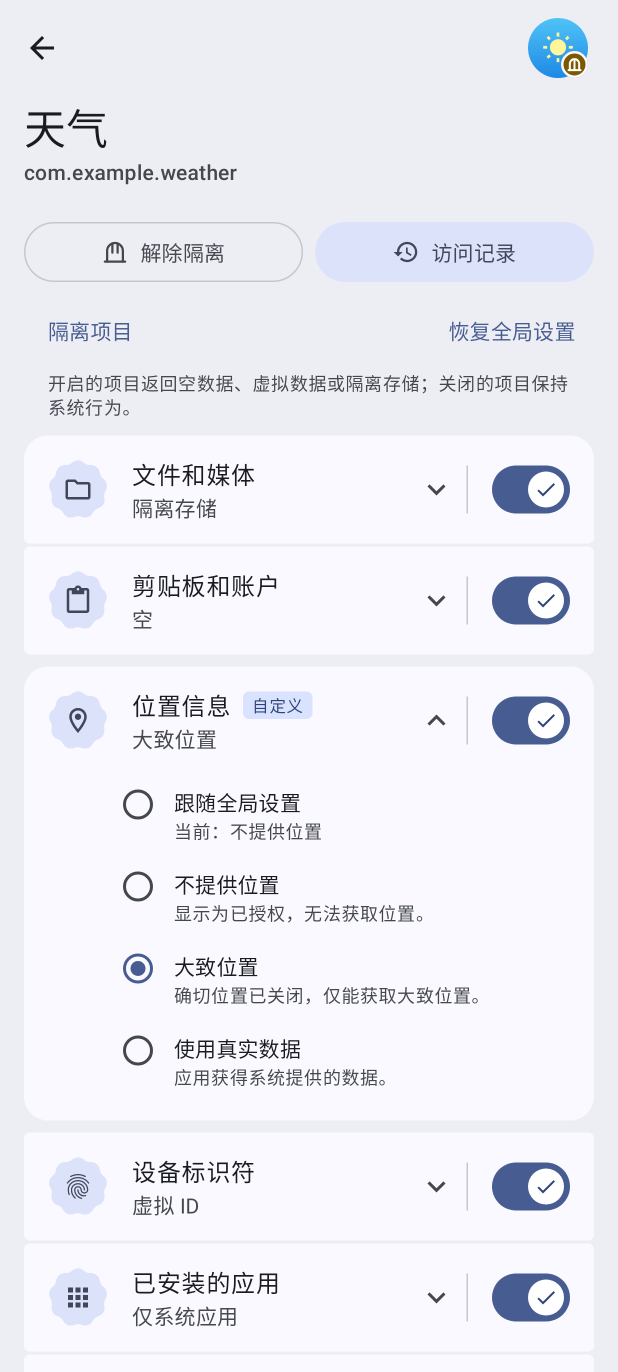 天气
com.example.weather
解除隔离
访问记录
隔离项目
恢复全局设置
开启的项目返回空数据、虚拟数据或隔离存储；关闭的项目保持
系统行为。
文件和媒体
隔离存储
剪贴板和账户
空
位置信息
自定义
大致位置
跟随全局设置
当前：不提供位置
不提供位置
显示为已授权，无法获取位置。
大致位置
确切位置已关闭，仅能获取大致位置。
使用真实数据
应用获得系统提供的数据。
设备标识符
虚拟 ID
已安装的应用
仅系统应用